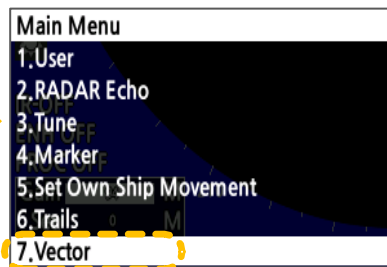 Main Menu
1.User
2.RADAR Echo
3.Tune
4.Marker
5.Set Own Ship Movement
6.Trails
7.Vector